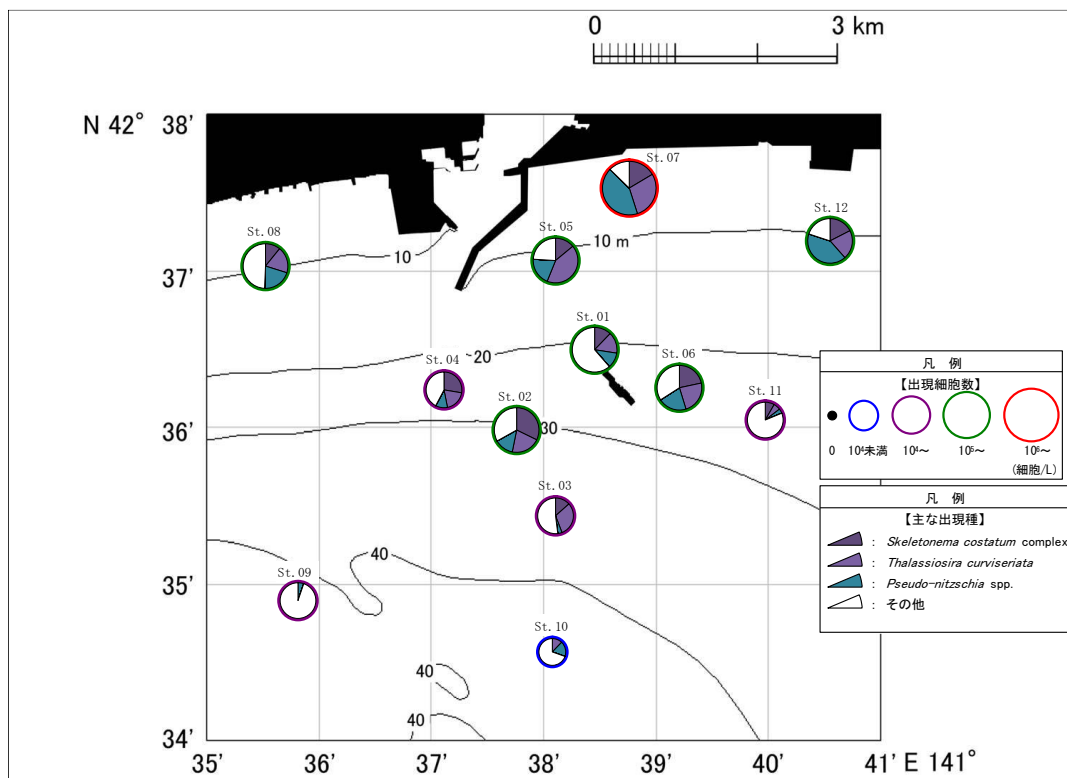 0 3 km
N 42° 38'
37'
36'
35'
34'
35' 36' 37' 38' 39' 40' 41' E 141°
St.07
St.12
St.05
St.08
10 m
10
St.01
20
St.04
St.06
St.02
St.11
30
St.03
40
St.09
St.10
40
40
凡 例
【出現細胞数】
0 10⁴未満 10⁴～ 10⁵～ 10⁶～
(細胞/L)
凡 例
【主な出現種】
: Skeletonema costatum complex
: Thalassiosira curviseriata
: Pseudo-nitzschia spp.
: その他